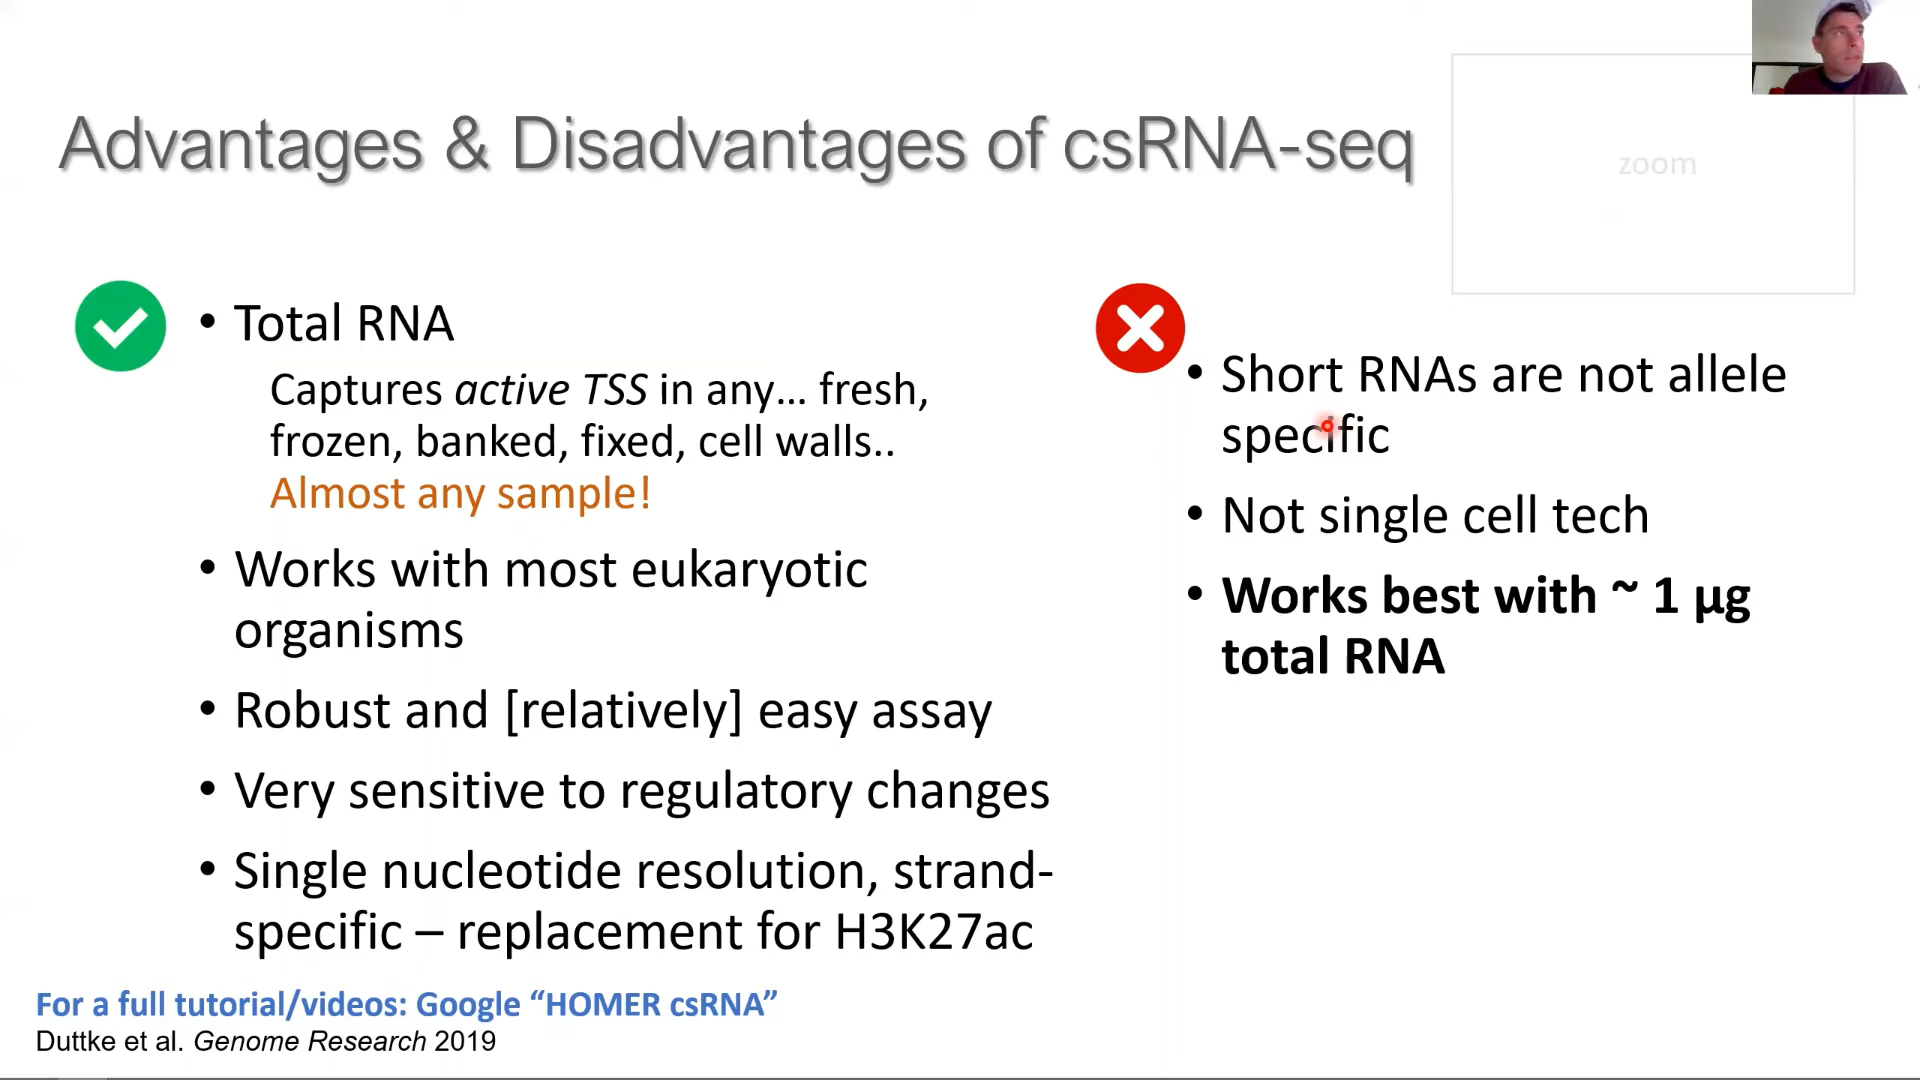 Advantages & Disadvantages of csRNA-seq
zoom
• Total RNA
Captures active TSS in any... fresh,
frozen, banked, fixed, cell walls..
Almost any sample!
• Works with most eukaryotic
organisms
• Robust and [relatively] easy assay
• Very sensitive to regulatory changes
• Single nucleotide resolution, strand-
specific – replacement for H3K27ac
• Short RNAs are not allele
specific
• Not single cell tech
• Works best with ~ 1 µg
total RNA
For a full tutorial/videos: Google “HOMER csRNA”
Duttke et al. Genome Research 2019